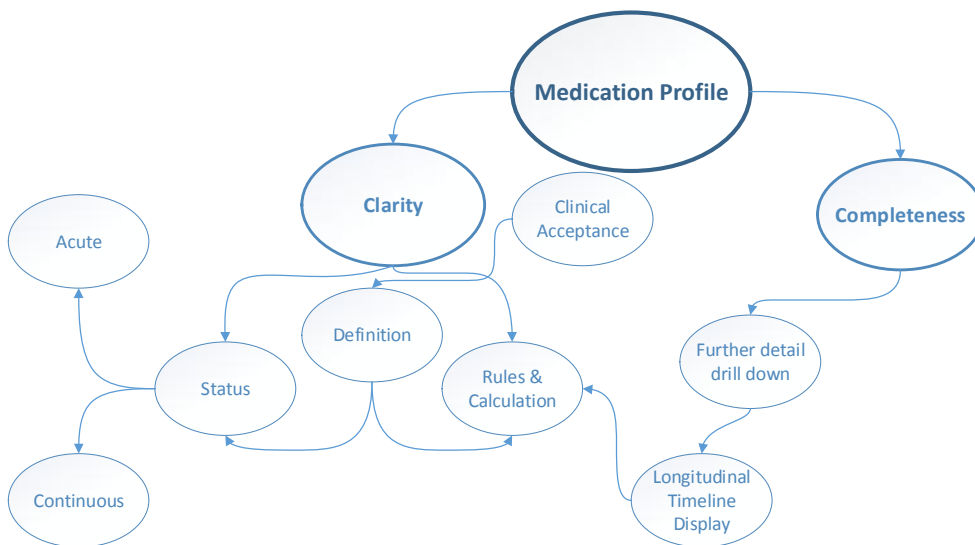 Medication Profile
Clarity
Clinical
Acceptance
Completeness
Acute
Definition
Further detail
drill down
Status
Rules &
Calculation
Continuous
Longitudinal
Timeline
Display